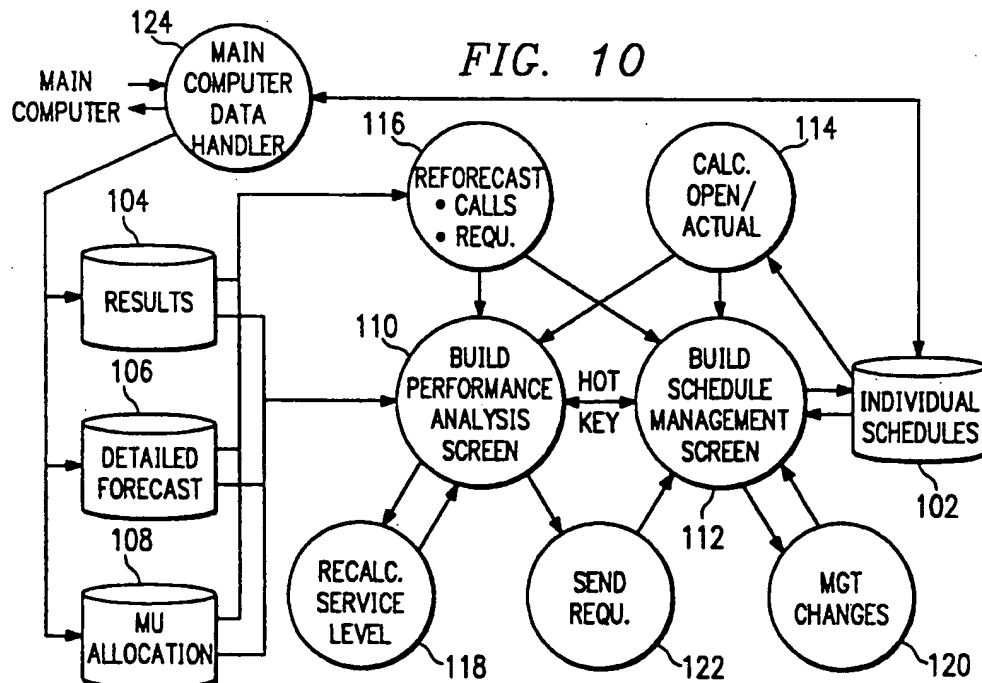 FIG. 10
124
MAIN
COMPUTER
DATA
HANDLER
MAIN
COMPUTER
116
REFORECAST
• CALLS
• REQU.
114
CALC.
OPEN/
ACTUAL
104
RESULTS
106
DETAILED
FORECAST
108
MU
ALLOCATION
110
BUILD
PERFORMANCE
ANALYSIS
SCREEN
HOT
KEY
BUILD
SCHEDULE
MANAGEMENT
SCREEN
112
INDIVIDUAL
SCHEDULES
102
RECALC.
SERVICE
LEVEL
118
SEND
REQU.
122
MGT
CHANGES
120